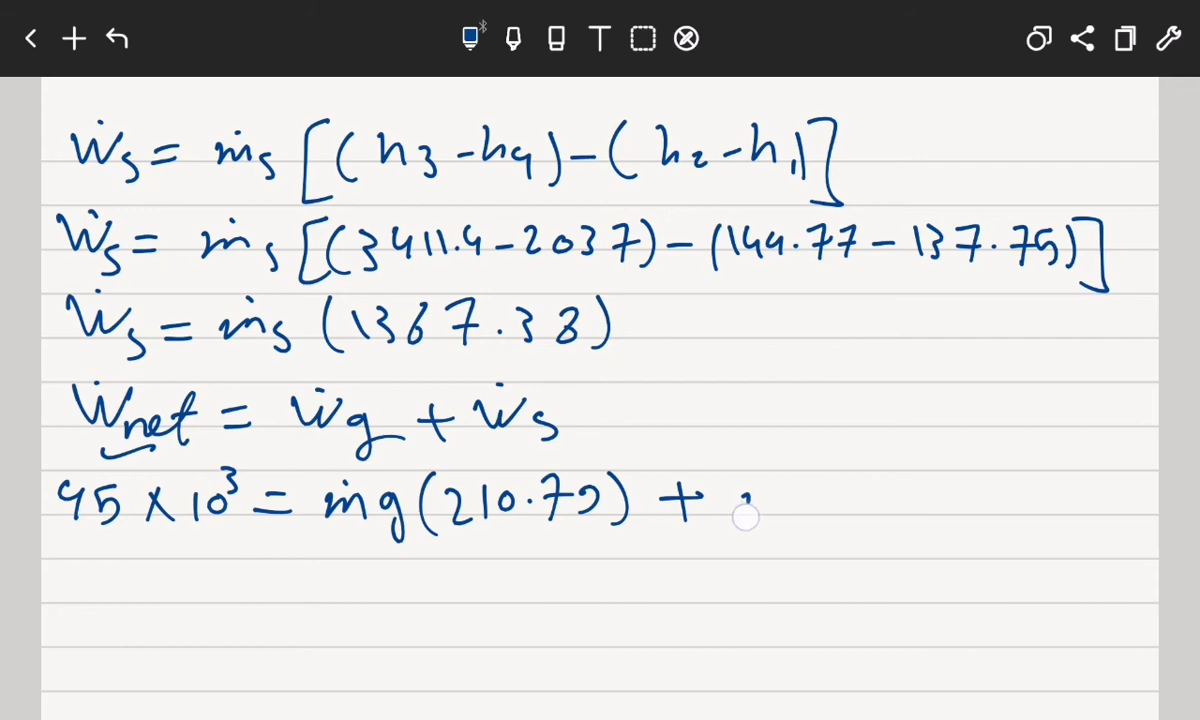 Ẇs = ṁs [(h3 - h4) - (h2 - h1)]
Ẇs = ṁs [(3411.4 - 2037) - (144.77 - 137.75)]
Ẇs = ṁs (1367.38)
Ẇnet = Ẇg + Ẇs
45 × 10³ = ṁg (210.79) +